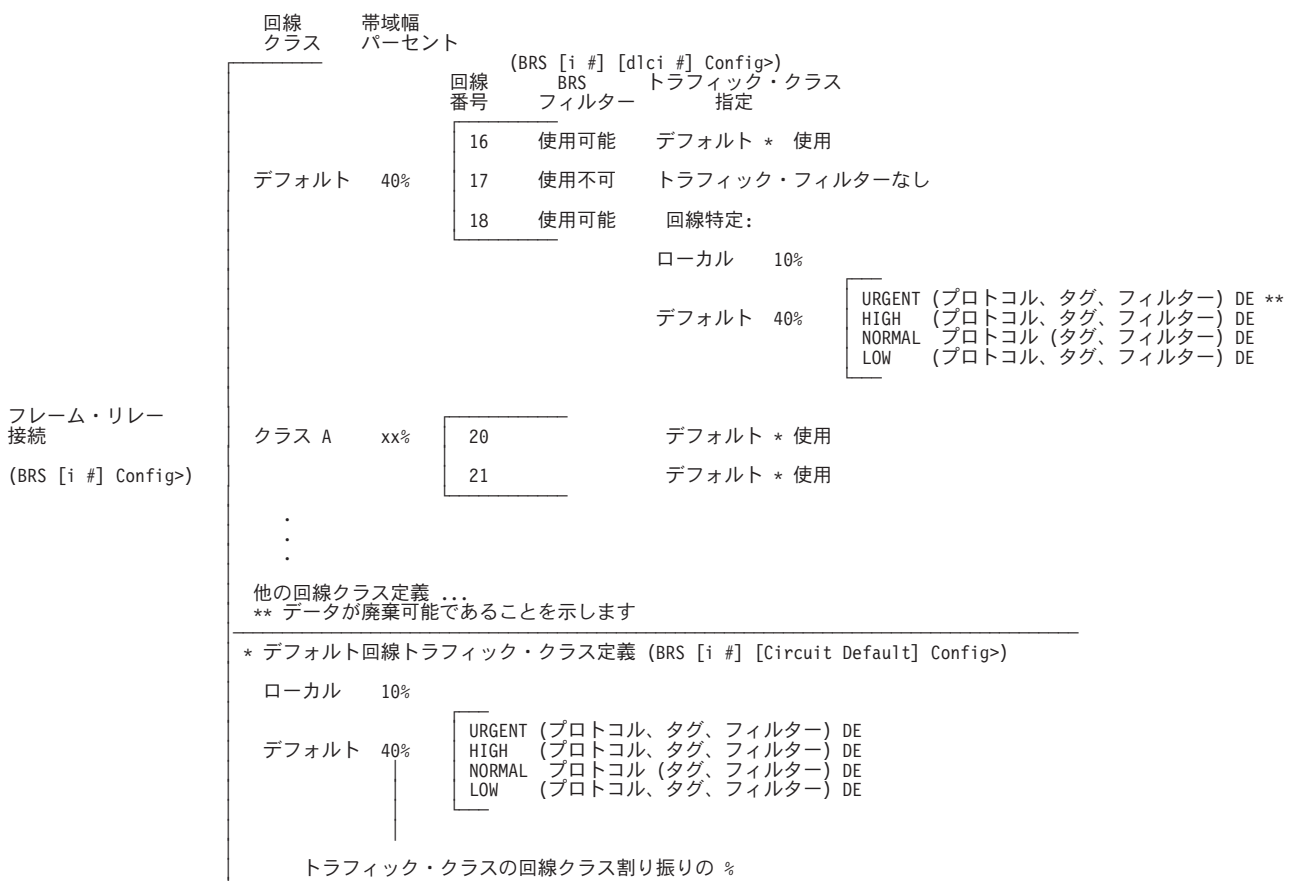 回線 帯域幅
クラス パーセント
(BRS [i #] [dlci #] Config>)
回線 BRS トラフィック・クラス
番号 フィルター 指定
16 使用可能 デフォルト * 使用
デフォルト 40% 17 使用不可 トラフィック・フィルターなし
18 使用可能 回線特定:
ローカル 10%
URGENT (プロトコル、タグ、フィルター) DE **
デフォルト 40% HIGH (プロトコル、タグ、フィルター) DE
NORMAL プロトコル (タグ、フィルター) DE
LOW (プロトコル、タグ、フィルター) DE
フレーム・リレー
接続 クラス A xx% 20 デフォルト * 使用
(BRS [i #] Config>) 21 デフォルト * 使用
.
.
.
他の回線クラス定義 ...
** データが廃棄可能であることを示します
* デフォルト回線トラフィック・クラス定義 (BRS [i #] [Circuit Default] Config>)
ローカル 10%
URGENT (プロトコル、タグ、フィルター) DE
デフォルト 40% HIGH (プロトコル、タグ、フィルター) DE
NORMAL プロトコル (タグ、フィルター) DE
LOW (プロトコル、タグ、フィルター) DE
トラフィック・クラスの回線クラス割り振りの %